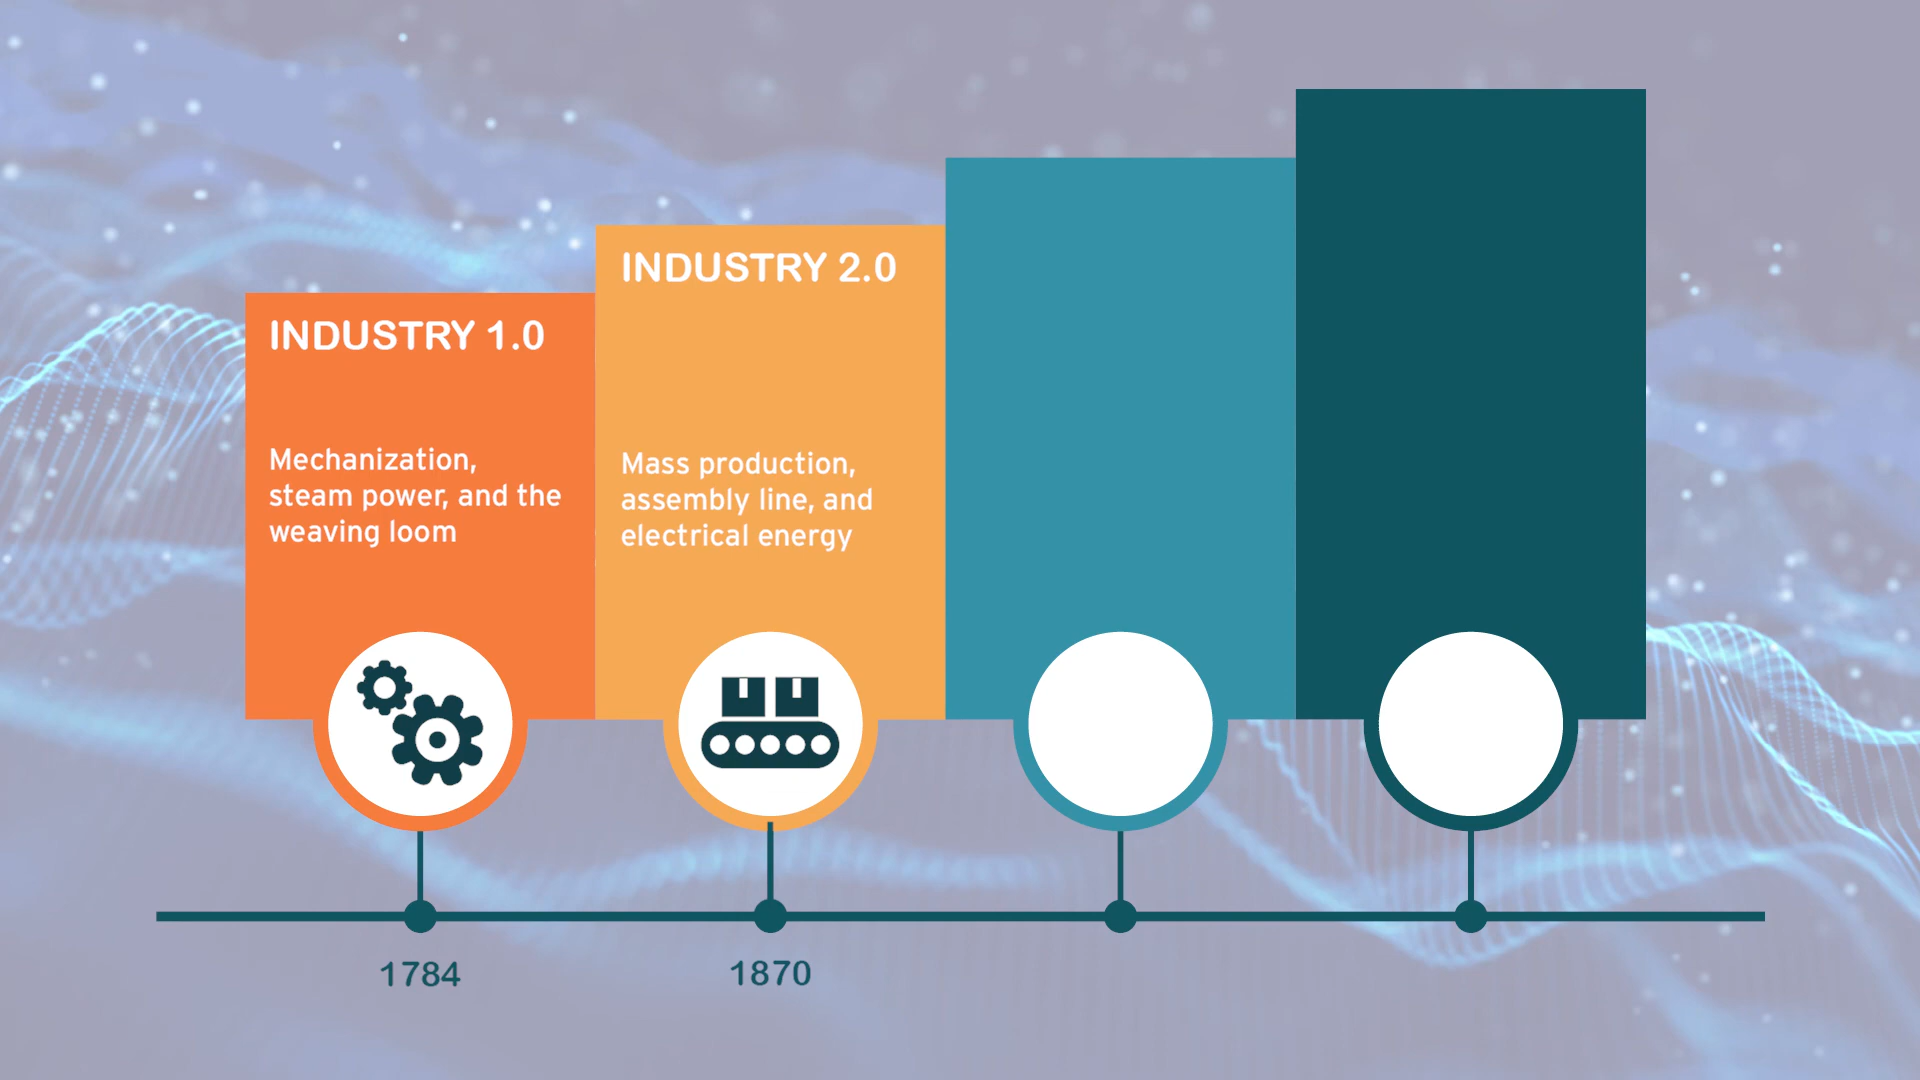 INDUSTRY 1.0
Mechanization,
steam power, and the
weaving loom
INDUSTRY 2.0
Mass production,
assembly line, and
electrical energy
1784
1870